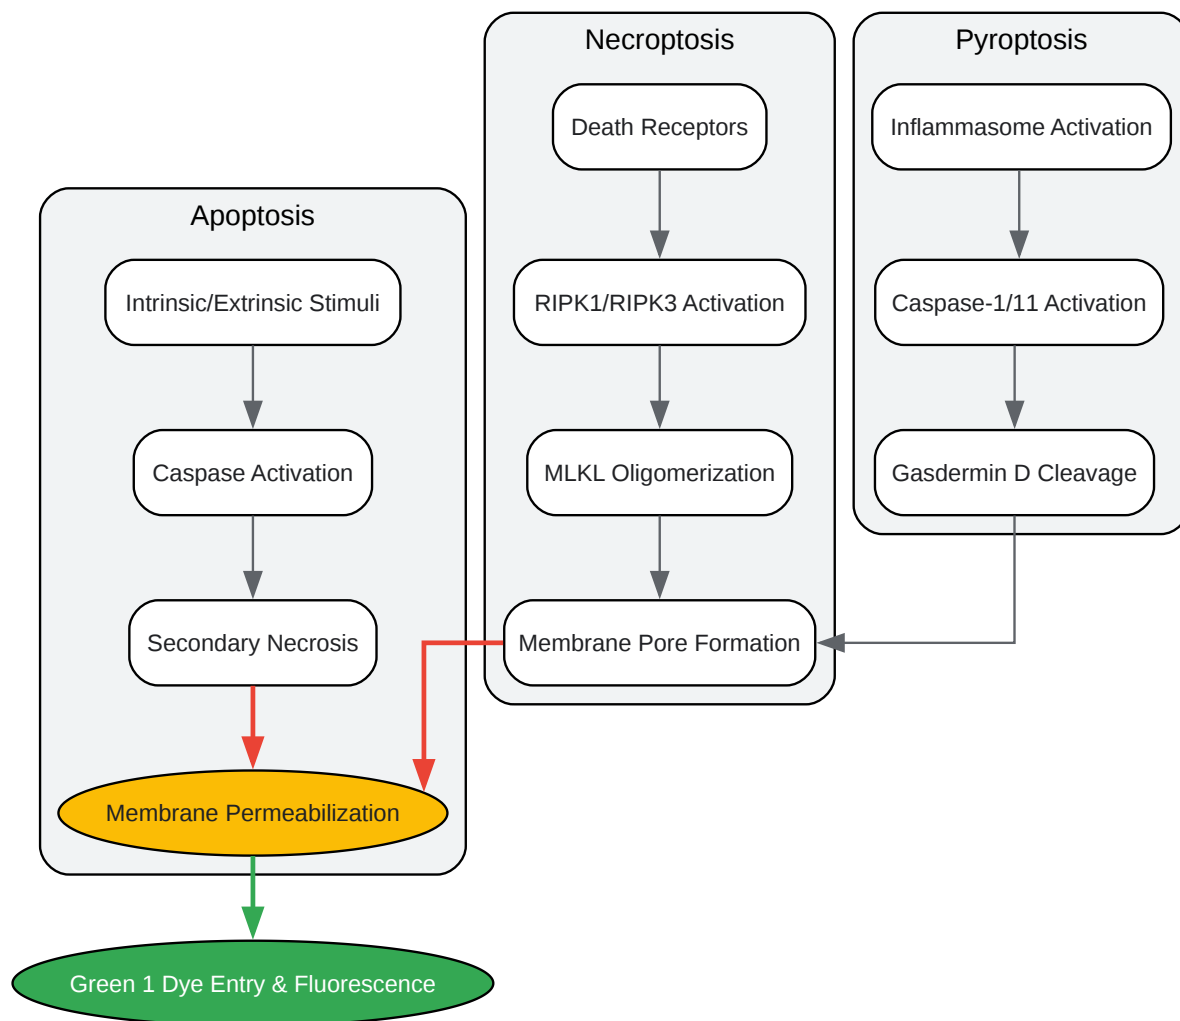 Necroptosis
Death Receptors
RIPK1/RIPK3 Activation
MLKL Oligomerization
Membrane Pore Formation
Pyroptosis
Inflammasome Activation
Caspase-1/11 Activation
Gasdermin D Cleavage
Apoptosis
Intrinsic/Extrinsic Stimuli
Caspase Activation
Secondary Necrosis
Membrane Permeabilization
Green 1 Dye Entry & Fluorescence